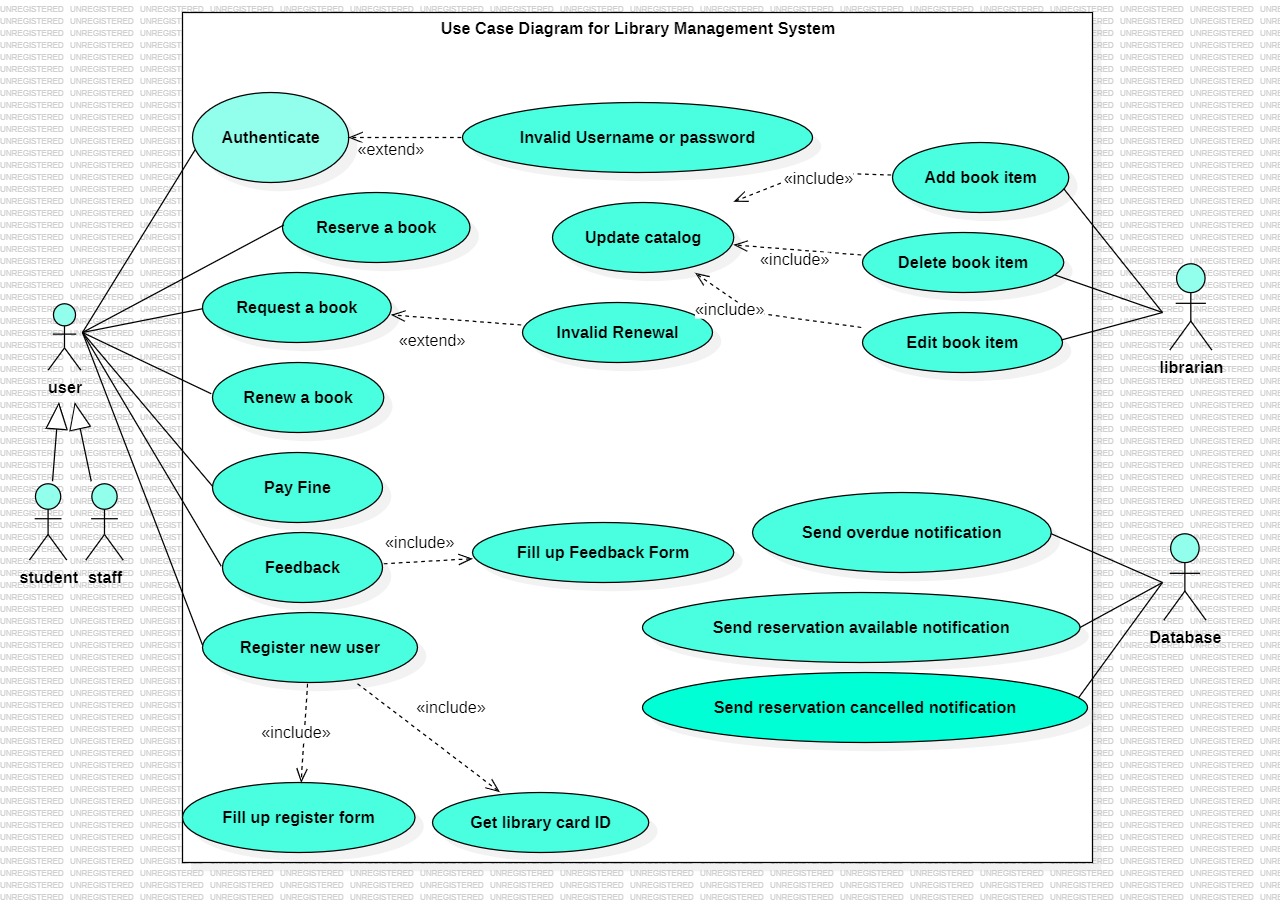 Use Case Diagram for Library Management System
Authenticate
«extend»
Invalid Username or password
«include»
Add book item
Reserve a book
Update catalog
«include»
Delete book item
Request a book
«extend»
Invalid Renewal
«include»
Edit book item
librarian
user
Renew a book
Pay Fine
Send overdue notification
Feedback
«include»
Fill up Feedback Form
student
staff
Send reservation available notification
Database
Register new user
Send reservation cancelled notification
«include»
«include»
Fill up register form
Get library card ID
UNREGISTERED